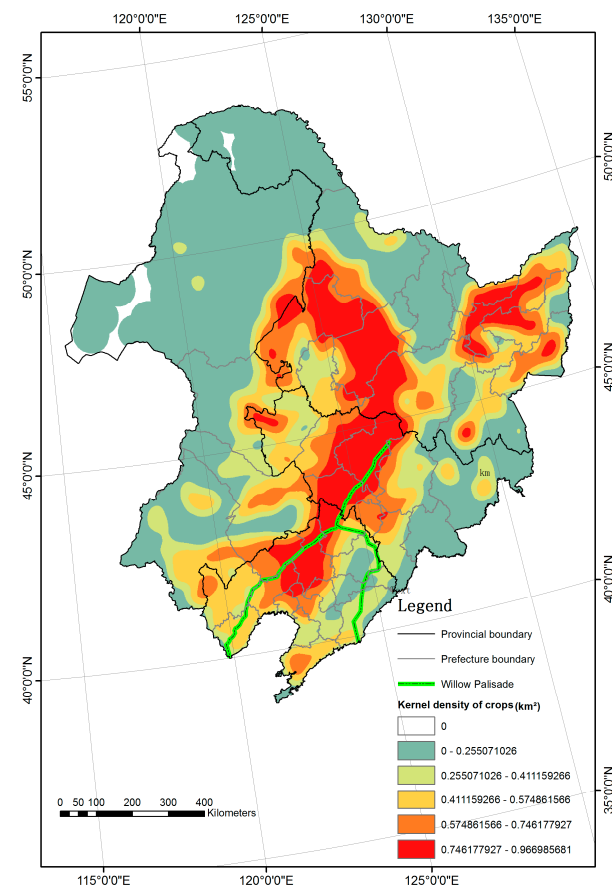 120°0'0"E 125°0'0"E 130°0'0"E 135°0'0"E
55°0'0"N
50°0'0"N
50°0'0"N
45°0'0"N
45°0'0"N
km
40°0'0"N
40°0'0"N
35°0'0"N
Legend
Provincial boundary
Prefecture boundary
Willow Palisade
Kernel density of crops (km²)
0
0 - 0.255071026
0.255071026 - 0.411159266
0.411159266 - 0.574861566
0.574861566 - 0.746177927
0.746177927 - 0.966985681
0 50 100 200 300 400
Kilometers
115°0'0"E 120°0'0"E 125°0'0"E